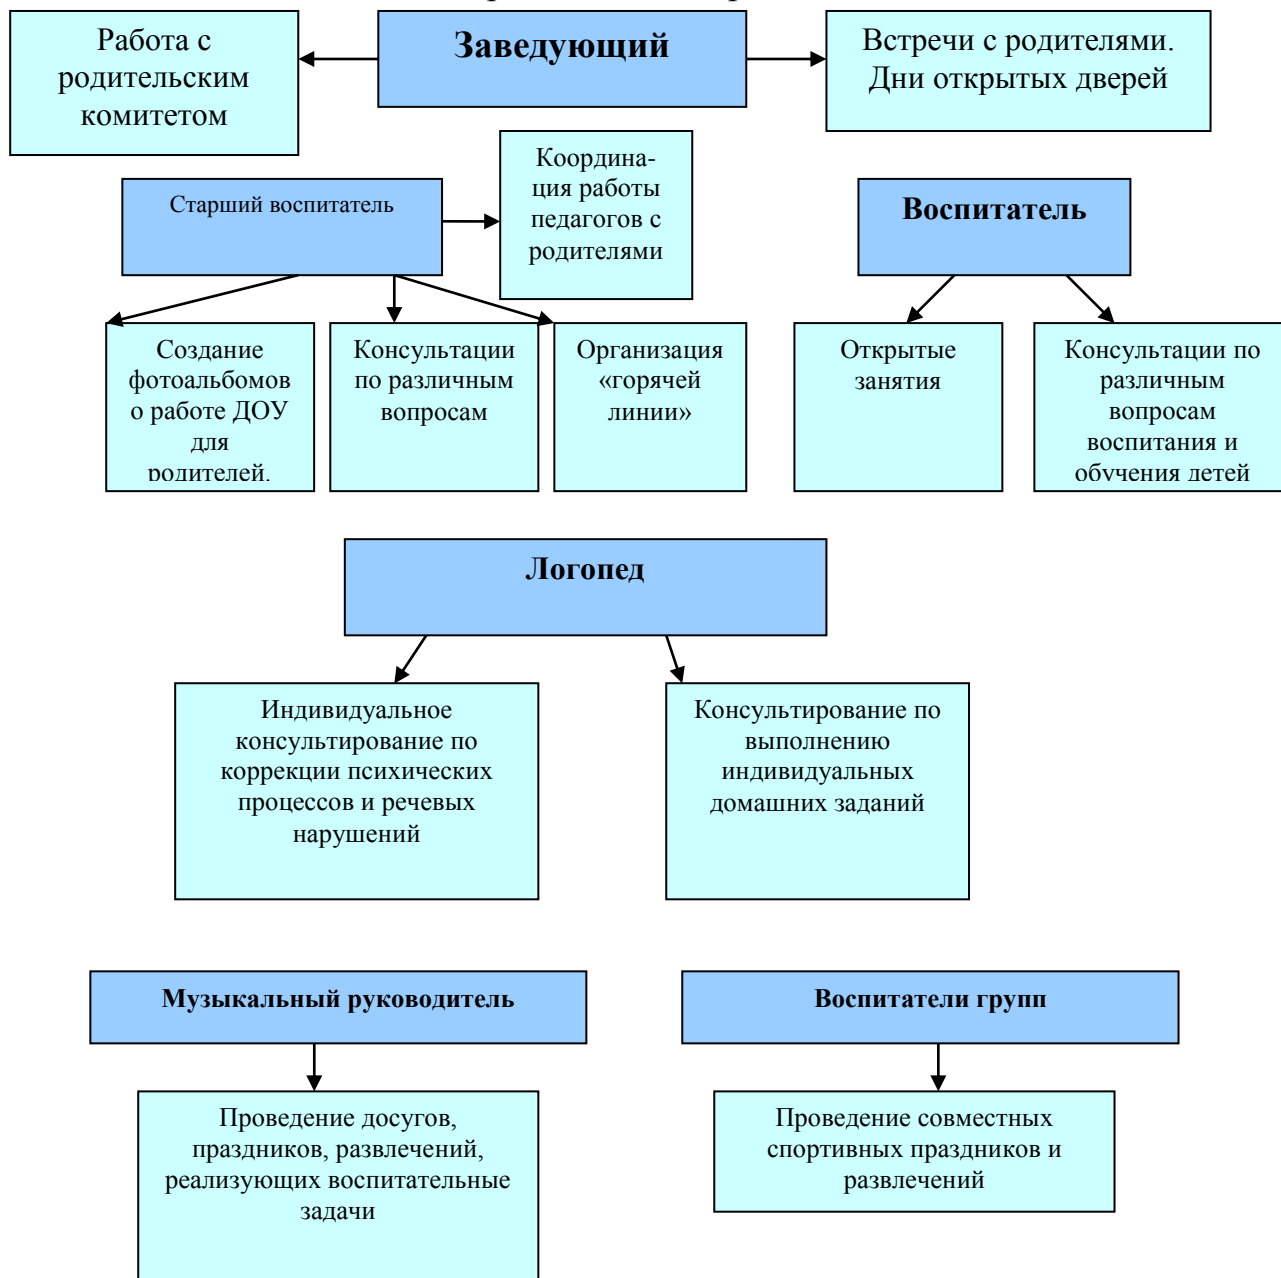 Работа с
родительским
комитетом
Заведующий
Встречи с родителями.
Дни открытых дверей
Координа-
ция работы
педагогов с
родителями
Старший воспитатель
Воспитатель
Создание
фотоальбомов
о работе ДОУ
для
родителей.
Консультации
по различным
вопросам
Организация
«горячей
линии»
Открытые
занятия
Консультации по
различным
вопросам
воспитания и
обучения детей
Логопед
Индивидуальное
консультирование по
коррекции психических
процессов и речевых
нарушений
Консультирование по
выполнению
индивидуальных
домашних заданий
Музыкальный руководитель
Воспитатели групп
Проведение досугов,
праздников, развлечений,
реализующих воспитательные
задачи
Проведение совместных
спортивных праздников и
развлечений